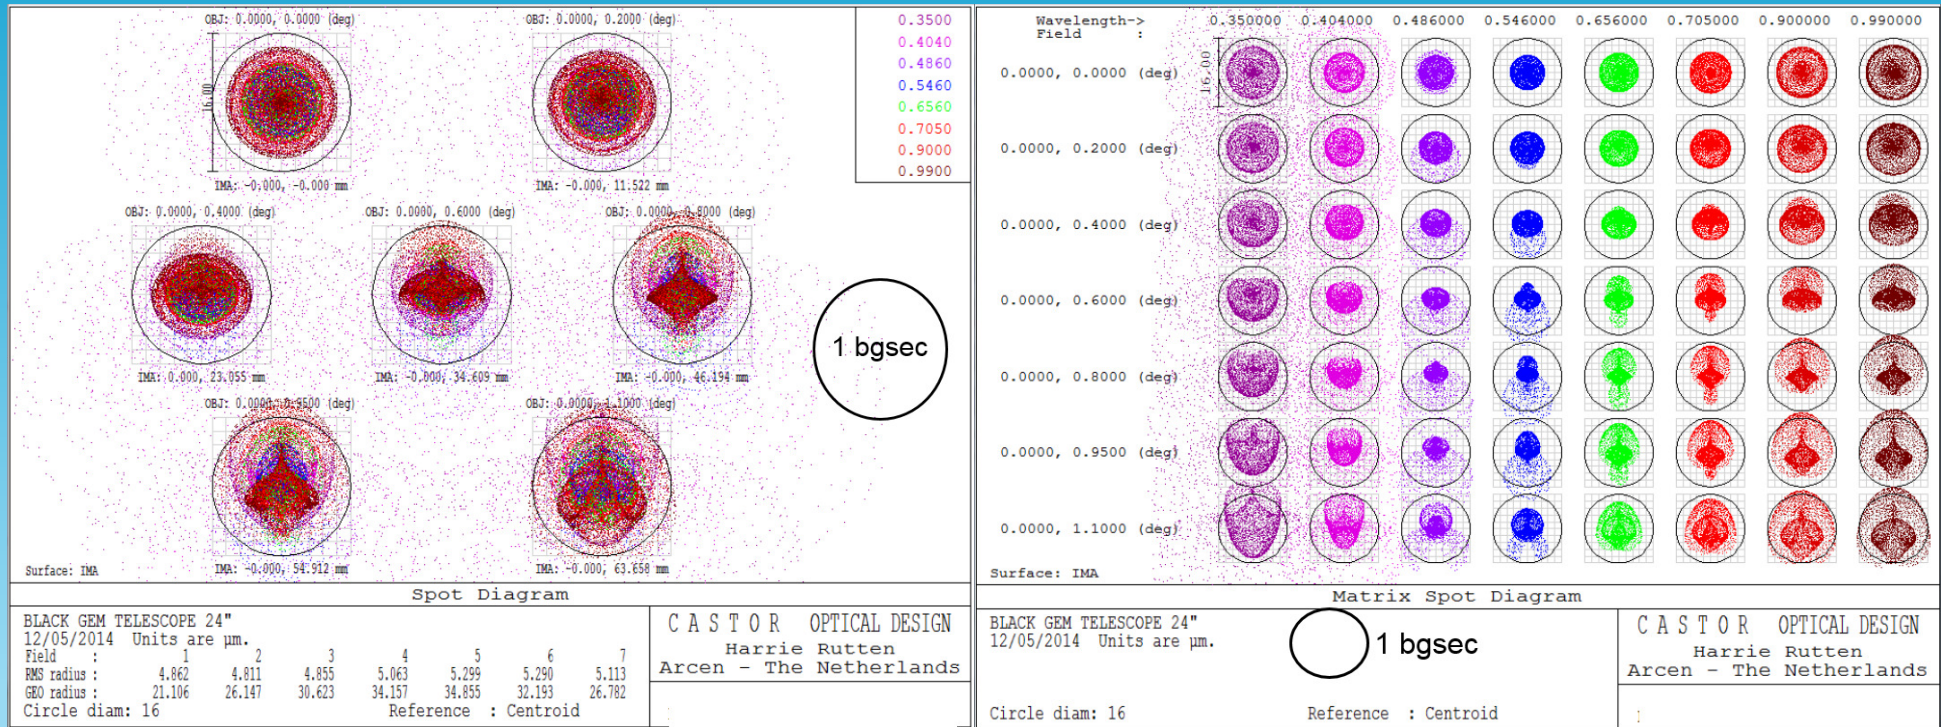 OBJ: 0.0000, 0.0000 (deg)
OBJ: 0.0000, 0.2000 (deg)
0.3500
0.4040
0.4860
0.5460
0.6560
0.7050
0.9000
0.9900
16.00
IMA: -0.000, -0.000 mm
IMA: -0.000, 11.522 mm
OBJ: 0.0000, 0.4000 (deg)
OBJ: 0.0000, 0.6000 (deg)
OBJ: 0.0000, 0.8000 (deg)
1 bgsec
IMA: 0.000, 23.055 mm
IMA: -0.000, 34.609 mm
IMA: -0.000, 46.194 mm
OBJ: 0.0000, 0.9500 (deg)
OBJ: 0.0000, 1.1000 (deg)
IMA: -0.000, 54.912 mm
IMA: -0.000, 63.658 mm
Surface: IMA
Spot Diagram
BLACK GEM TELESCOPE 24"
12/05/2014 Units are µm.
Field : 1 2 3 4 5 6 7
RMS radius : 4.862 4.811 4.855 5.063 5.299 5.290 5.113
GEO radius : 21.106 26.147 30.623 34.157 34.855 32.193 26.782
Circle diam: 16 Reference : Centroid
C A S T O R OPTICAL DESIGN
Harrie Rutten
Arcen - The Netherlands
Wavelength-> 0.350000 0.404000 0.486000 0.546000 0.656000 0.705000 0.900000 0.990000
Field :
16.00
0.0000, 0.0000 (deg)
0.0000, 0.2000 (deg)
0.0000, 0.4000 (deg)
0.0000, 0.6000 (deg)
0.0000, 0.8000 (deg)
0.0000, 0.9500 (deg)
0.0000, 1.1000 (deg)
Surface: IMA
Matrix Spot Diagram
BLACK GEM TELESCOPE 24"
12/05/2014 Units are µm.
1 bgsec
Circle diam: 16 Reference : Centroid
C A S T O R OPTICAL DESIGN
Harrie Rutten
Arcen - The Netherlands